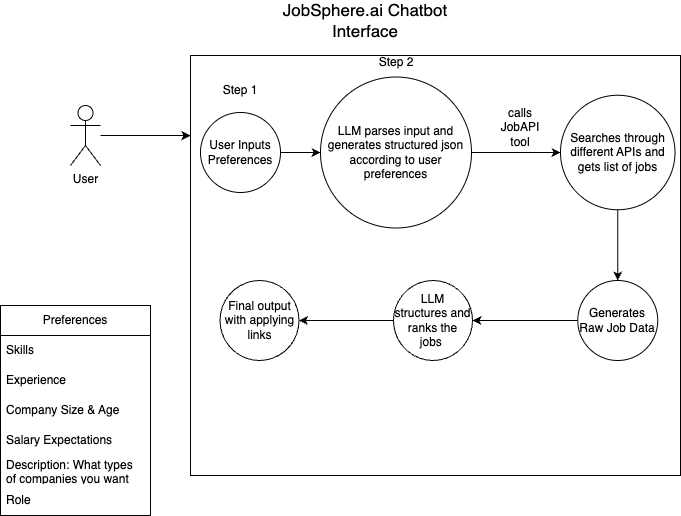 JobSphere.ai Chatbot
Interface
Step 2
Step 1
calls
JobAPI
tool
User Inputs
Preferences
LLM parses input and
generates structured json
according to user
preferences
Searches through
different APIs and
gets list of jobs
User
Final output
with applying
links
LLM
structures and
ranks the
jobs
Generates
Raw Job Data
Preferences
Skills
Experience
Company Size & Age
Salary Expectations
Description: What types
of companies you want
Role